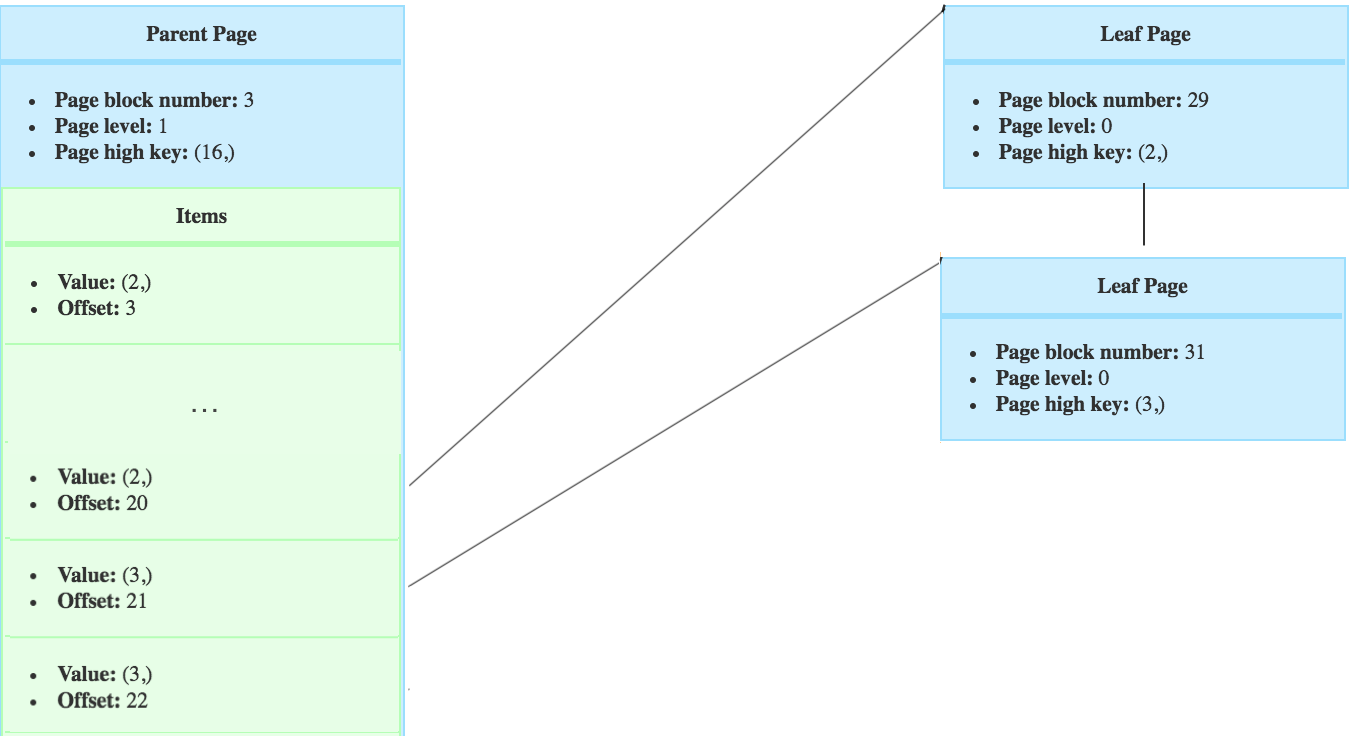 Parent Page
• Page block number: 3
• Page level: 1
• Page high key: (16,)
Items
• Value: (2,)
• Offset: 3
...
• Value: (2,)
• Offset: 20
• Value: (3,)
• Offset: 21
• Value: (3,)
• Offset: 22
Leaf Page
• Page block number: 29
• Page level: 0
• Page high key: (2,)
Leaf Page
• Page block number: 31
• Page level: 0
• Page high key: (3,)